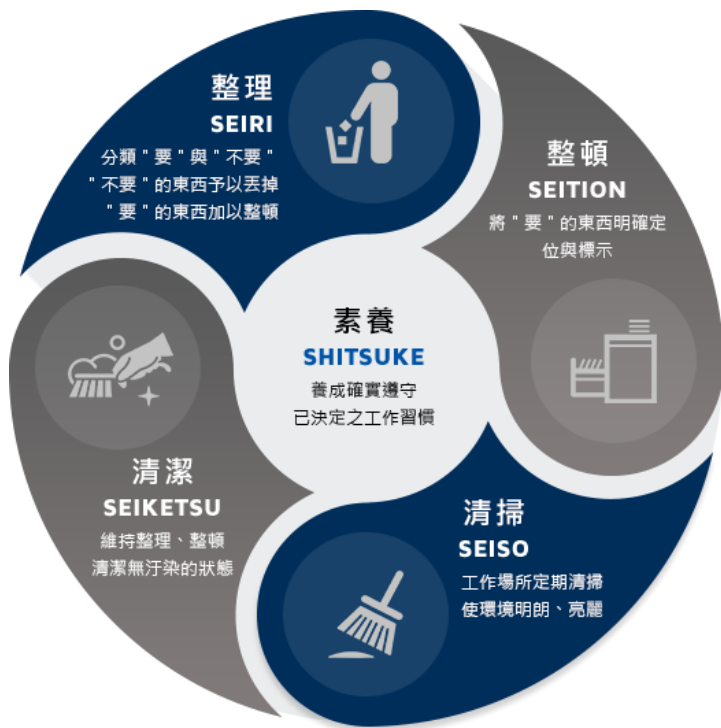 整理
SEIRI
分類"要"與"不要"
"不要"的東西予以丟掉
"要"的東西加以整頓
整頓
SEITION
將"要"的東西明確定
位與標示
素養
SHITSUKE
養成確實遵守
已決定之工作習慣
清掃
SEISO
工作場所定期清掃
使環境明朗、亮麗
清潔
SEIKETSU
維持整理、整頓
清潔無汙染的狀態